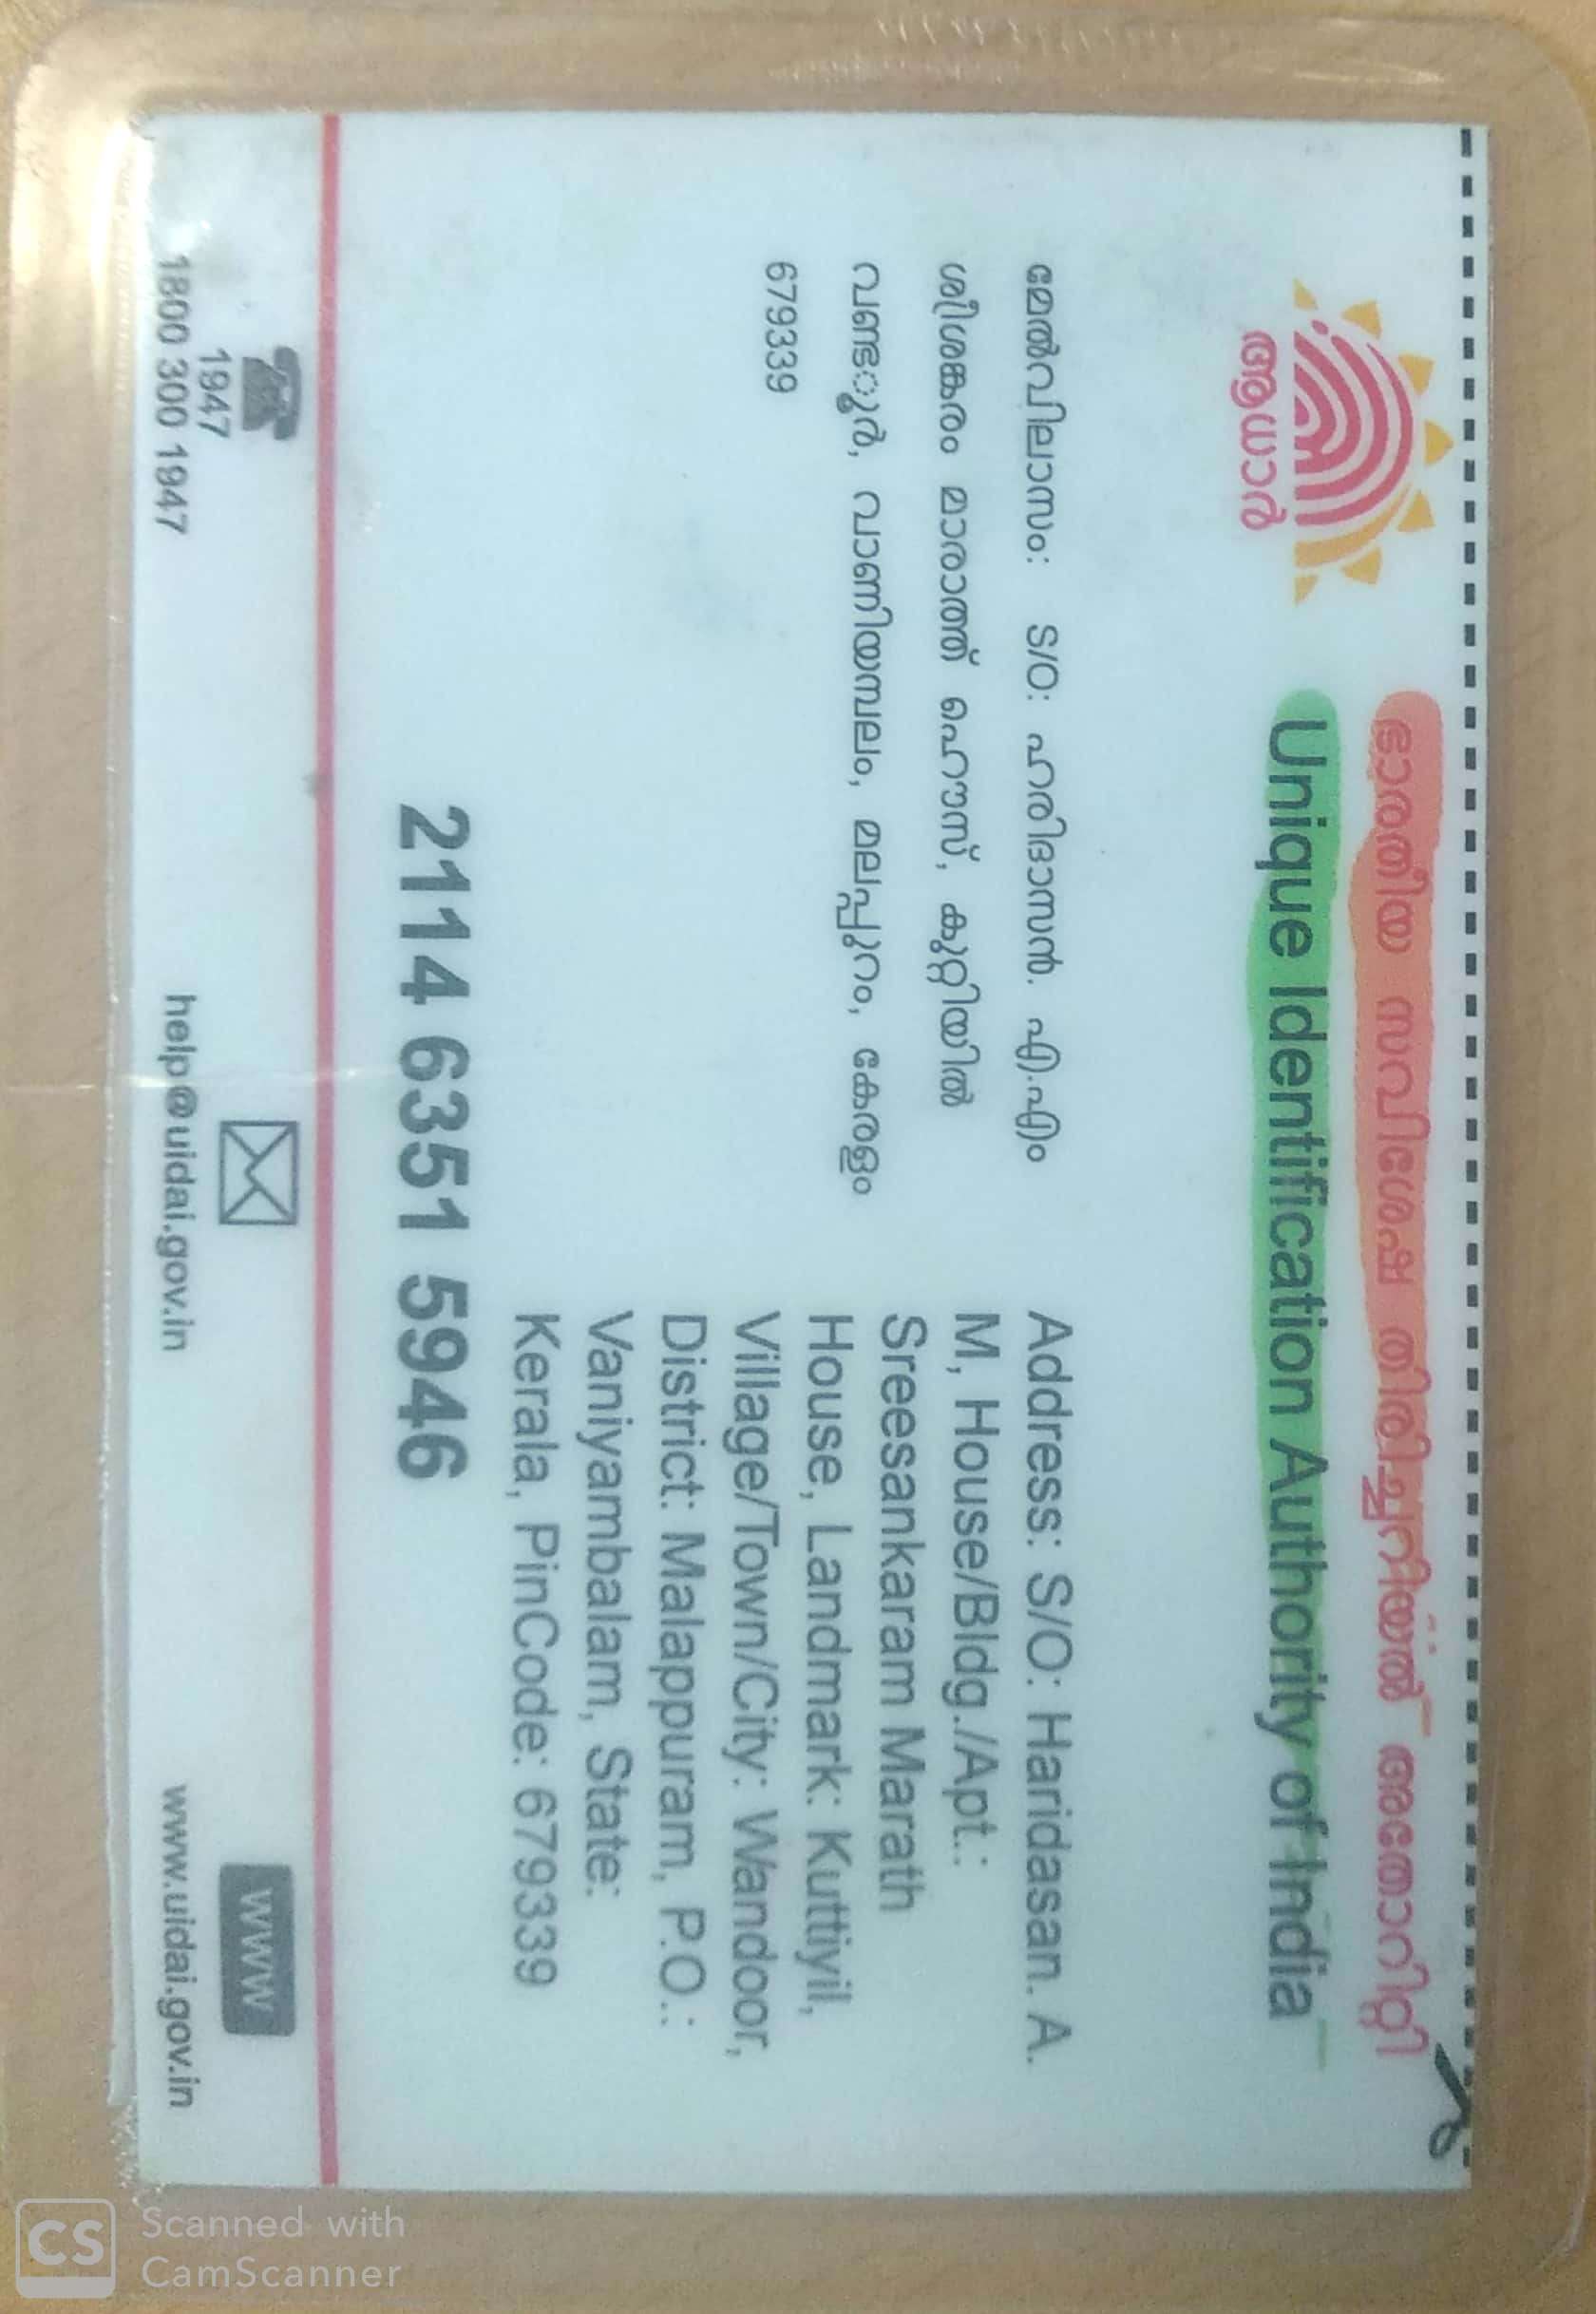 ഭാരതീയ സവിശേഷ തിരിച്ചറിയൽ അതോറിറ്റി
Unique Identification Authority of India
ആധാർ
മേൽവിലാസം: S/O: ഹരിദാസൻ. എ.എം
ശ്രീശങ്കരം മാരാത്ത് ഹൌസ്, കുറ്റിയിൽ
വണ്ടൂർ, വാണിയമ്പലം, മലപ്പുറം, കേരളം
679339
Address: S/O: Haridasan. A.
M, House/Bldg./Apt.:
Sreesankaram Marath
House, Landmark: Kuttiyil,
Village/Town/City: Wandoor,
District: Malappuram, P.O.:
Vaniyambalam, State:
Kerala, PinCode: 679339
2114 6351 5946
1947
1800 300 1947
help@uidai.gov.in
WWW
www.uidai.gov.in
CS
Scanned with
CamScanner